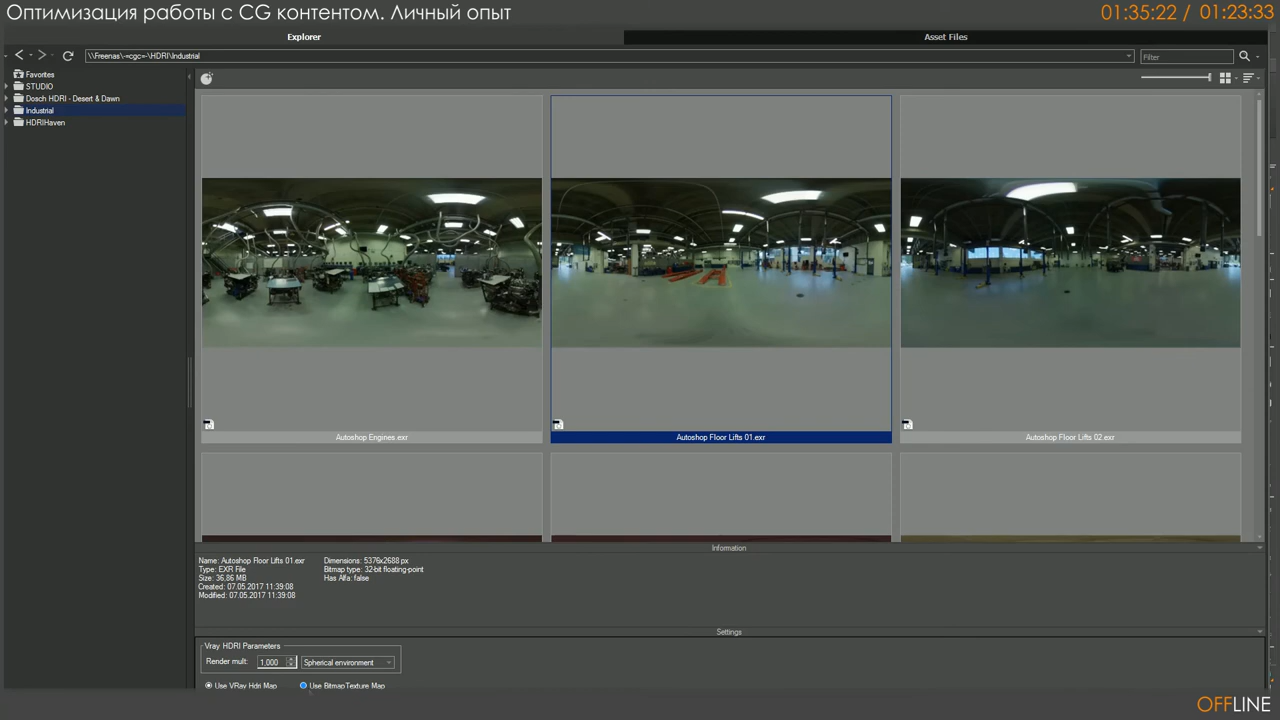 Оптимизация работы с CG контентом. Личный опыт
01:35:22 / 01:23:33
Explorer
Asset Files
\\Freenas\-=cgc=-\HDRI\Industrial
Filter
Favorites
STUDIO
Dosch HDRI - Desert & Dawn
Industrial
HDRIHaven
Autoshop Engines.exr
Autoshop Floor Lifts 01.exr
Autoshop Floor Lifts 02.exr
Information
Name: Autoshop Floor Lifts 01.exr
Type: EXR File
Size: 36,86 MB
Created: 07.05.2017 11:39:08
Modified: 07.05.2017 11:39:08
Dimensions: 5376x2688 px
Bitmap type: 32-bit floating-point
Has Alfa: false
Settings
Vray HDRI Parameters
Render mult: 1,000 Spherical environment
Use VRay Hdri Map Use BitmapTexture Map
OFFLINE